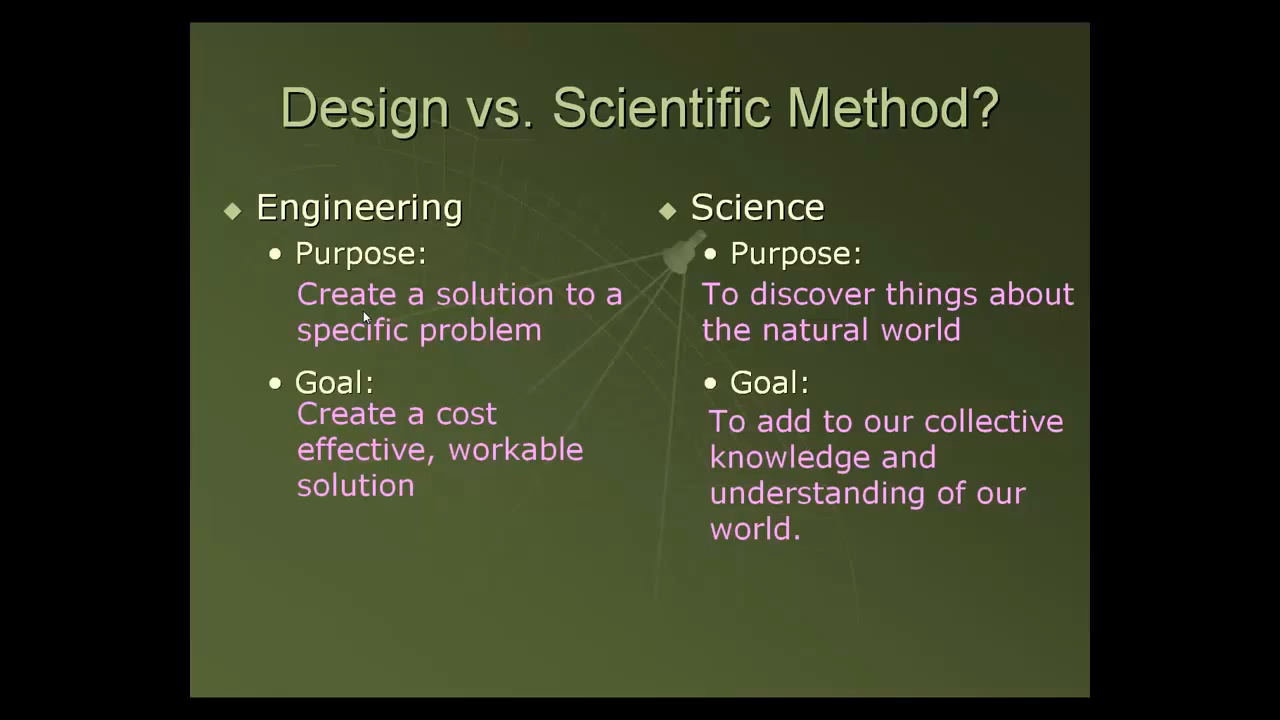 Design vs. Scientific Method?
Engineering
Purpose:
Create a solution to a
specific problem
Goal:
Create a cost
effective, workable
solution
Science
Purpose:
To discover things about
the natural world
Goal:
To add to our collective
knowledge and
understanding of our
world.